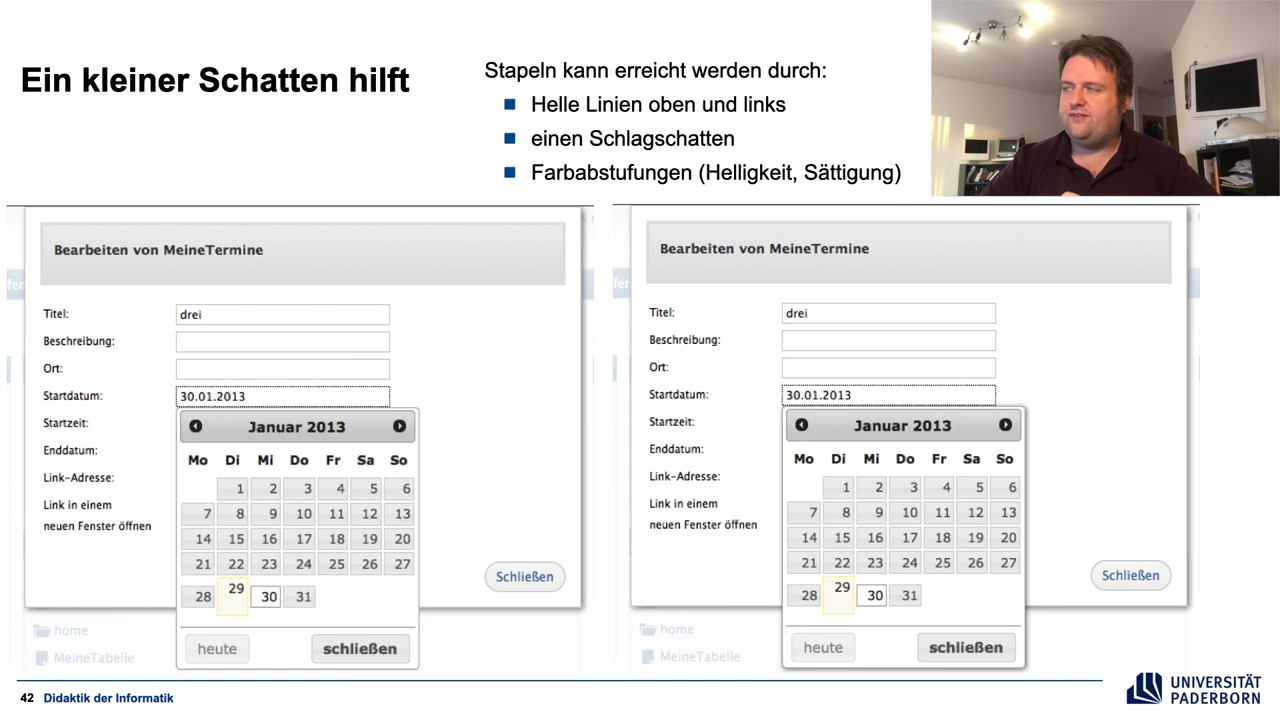 Ein kleiner Schatten hilft
Stapeln kann erreicht werden durch:
Helle Linien oben und links
einen Schlagschatten
Farbabstufungen (Helligkeit, Sättigung)
Bearbeiten von MeineTermine
Titel:
drei
Beschreibung:
Ort:
Startdatum:
30.01.2013
Startzeit:
Enddatum:
Link-Adresse:
Link in einem
neuen Fenster öffnen
Januar 2013
Mo Di Mi Do Fr Sa So
1 2 3 4 5 6
7 8 9 10 11 12 13
14 15 16 17 18 19 20
21 22 23 24 25 26 27
28 29 30 31
heute schließen
Schließen
home
MeineTabelle
Bearbeiten von MeineTermine
Titel:
drei
Beschreibung:
Ort:
Startdatum:
30.01.2013
Startzeit:
Enddatum:
Link-Adresse:
Link in einem
neuen Fenster öffnen
Januar 2013
Mo Di Mi Do Fr Sa So
1 2 3 4 5 6
7 8 9 10 11 12 13
14 15 16 17 18 19 20
21 22 23 24 25 26 27
28 29 30 31
heute schließen
Schließen
home
MeineTabelle
42 Didaktik der Informatik
UNIVERSITÄT
PADERBORN